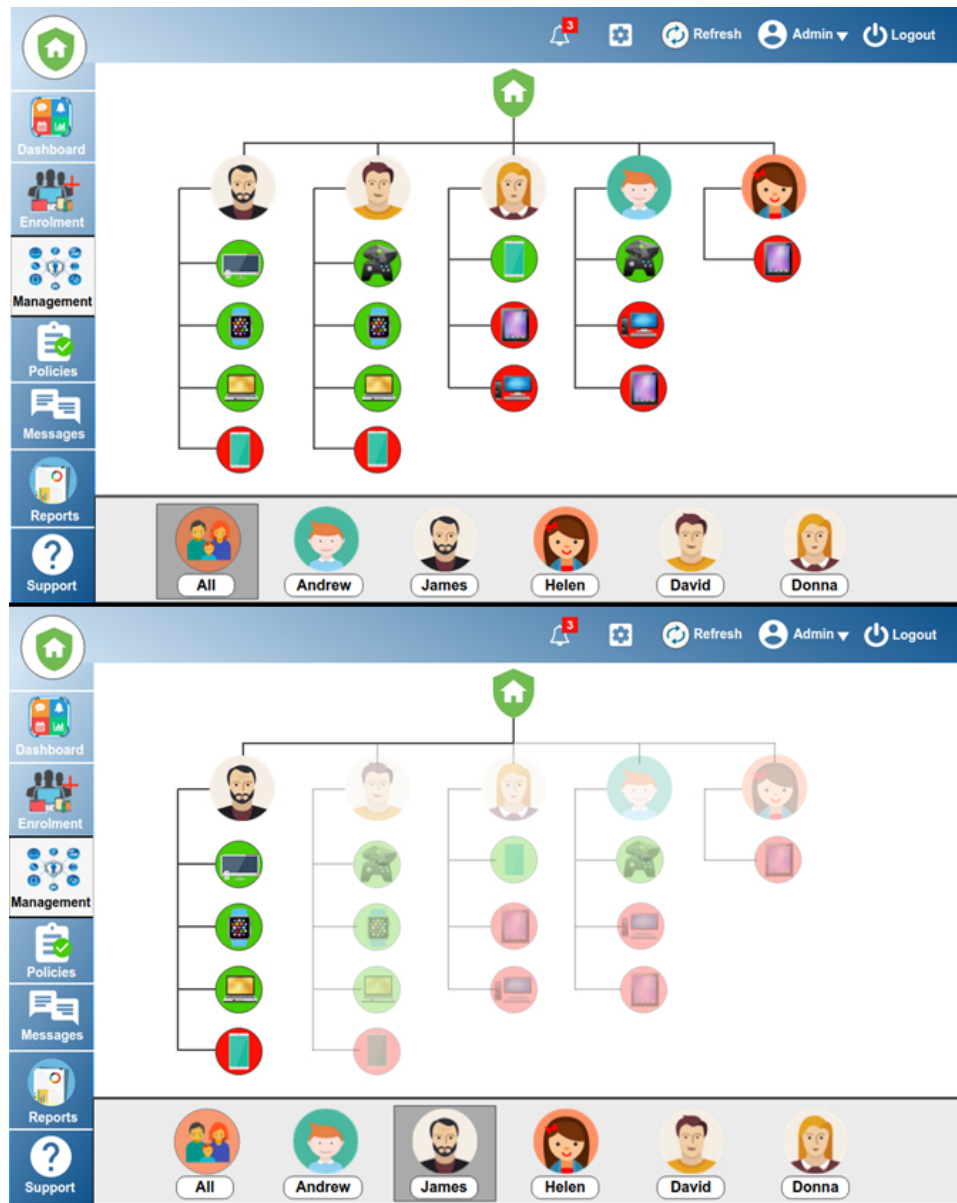 3
Refresh
Admin
Logout
Dashboard
Enrolment
Management
Policies
Messages
Reports
Support
All
Andrew
James
Helen
David
Donna
3
Refresh
Admin
Logout
Dashboard
Enrolment
Management
Policies
Messages
Reports
Support
All
Andrew
James
Helen
David
Donna